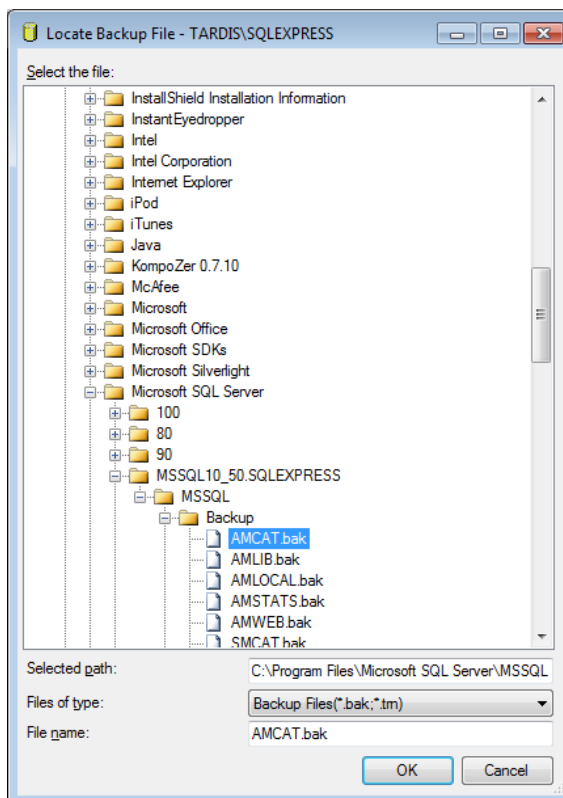 Locate Backup File - TARDIS\SQLEXPRESS
Select the file:
InstallShield Installation Information
InstantEyedropper
Intel
Intel Corporation
Internet Explorer
iPod
iTunes
Java
KompoZer 0.7.10
McAfee
Microsoft
Microsoft Office
Microsoft SDKs
Microsoft Silverlight
Microsoft SQL Server
100
80
90
MSSQL10_50.SQLEXPRESS
MSSQL
Backup
AMCAT.bak
AMLIB.bak
AMLOCAL.bak
AMSTATS.bak
AMWEB.bak
SMCAT.bak
Selected path: C:\Program Files\Microsoft SQL Server\MSSQL
Files of type: Backup Files(*.bak;*.trn)
File name: AMCAT.bak
OK Cancel